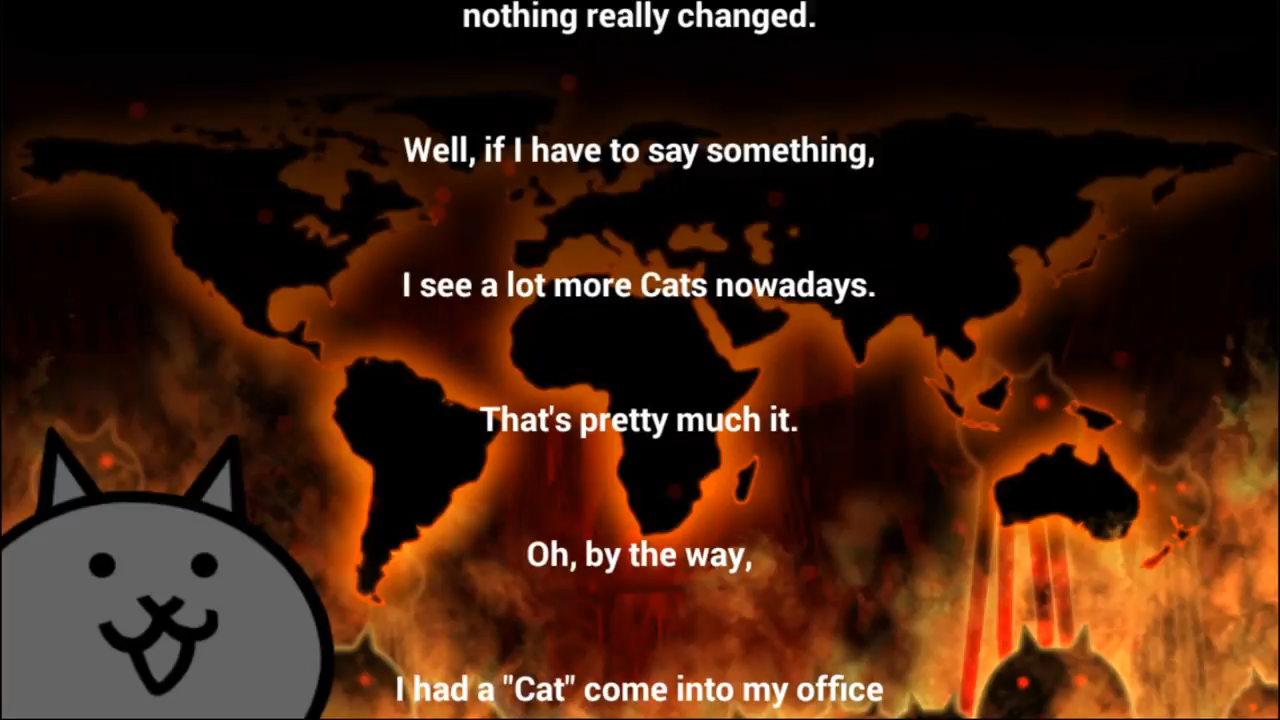 nothing really changed.
Well, if I have to say something,
I see a lot more Cats nowadays.
That's pretty much it.
Oh, by the way,
I had a "Cat" come into my office